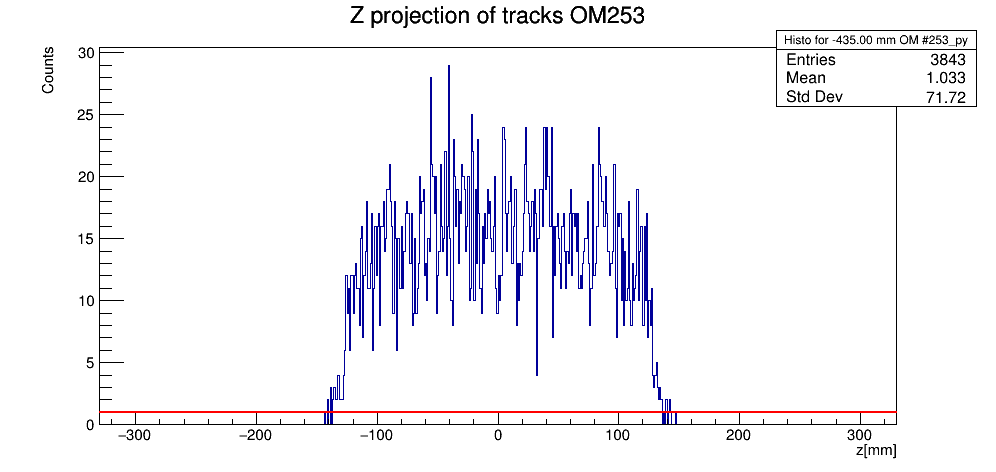 Z projection of tracks OM253
Histo for -435.00 mm OM #253_py
Entries 3843
Mean 1.033
Std Dev 71.72
Counts
30
25
20
15
10
5
0
−300 −200 −100 0 100 200 300
z[mm]